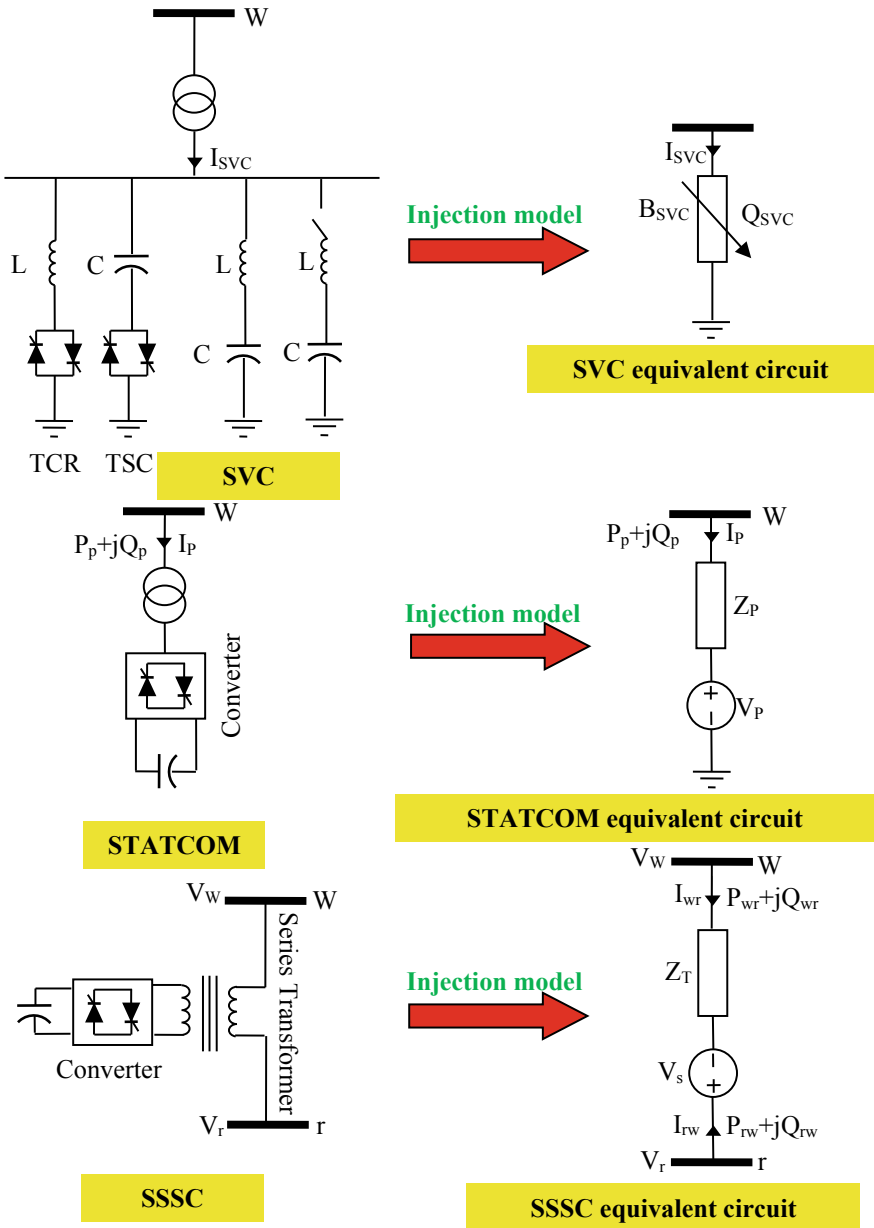 W
I_SVC
L
C
L
L
C
C
TCR
TSC
SVC
Injection model
I_SVC
B_SVC
Q_SVC
SVC equivalent circuit
W
P_p+jQ_p
I_P
Converter
STATCOM
Injection model
W
P_p+jQ_p
I_P
Z_P
V_P
STATCOM equivalent circuit
V_W
W
Series Transformer
Converter
V_r
r
SSSC
Injection model
V_W
W
I_wr
P_wr+jQ_wr
Z_T
V_s
I_rw
P_rw+jQ_rw
V_r
r
SSSC equivalent circuit